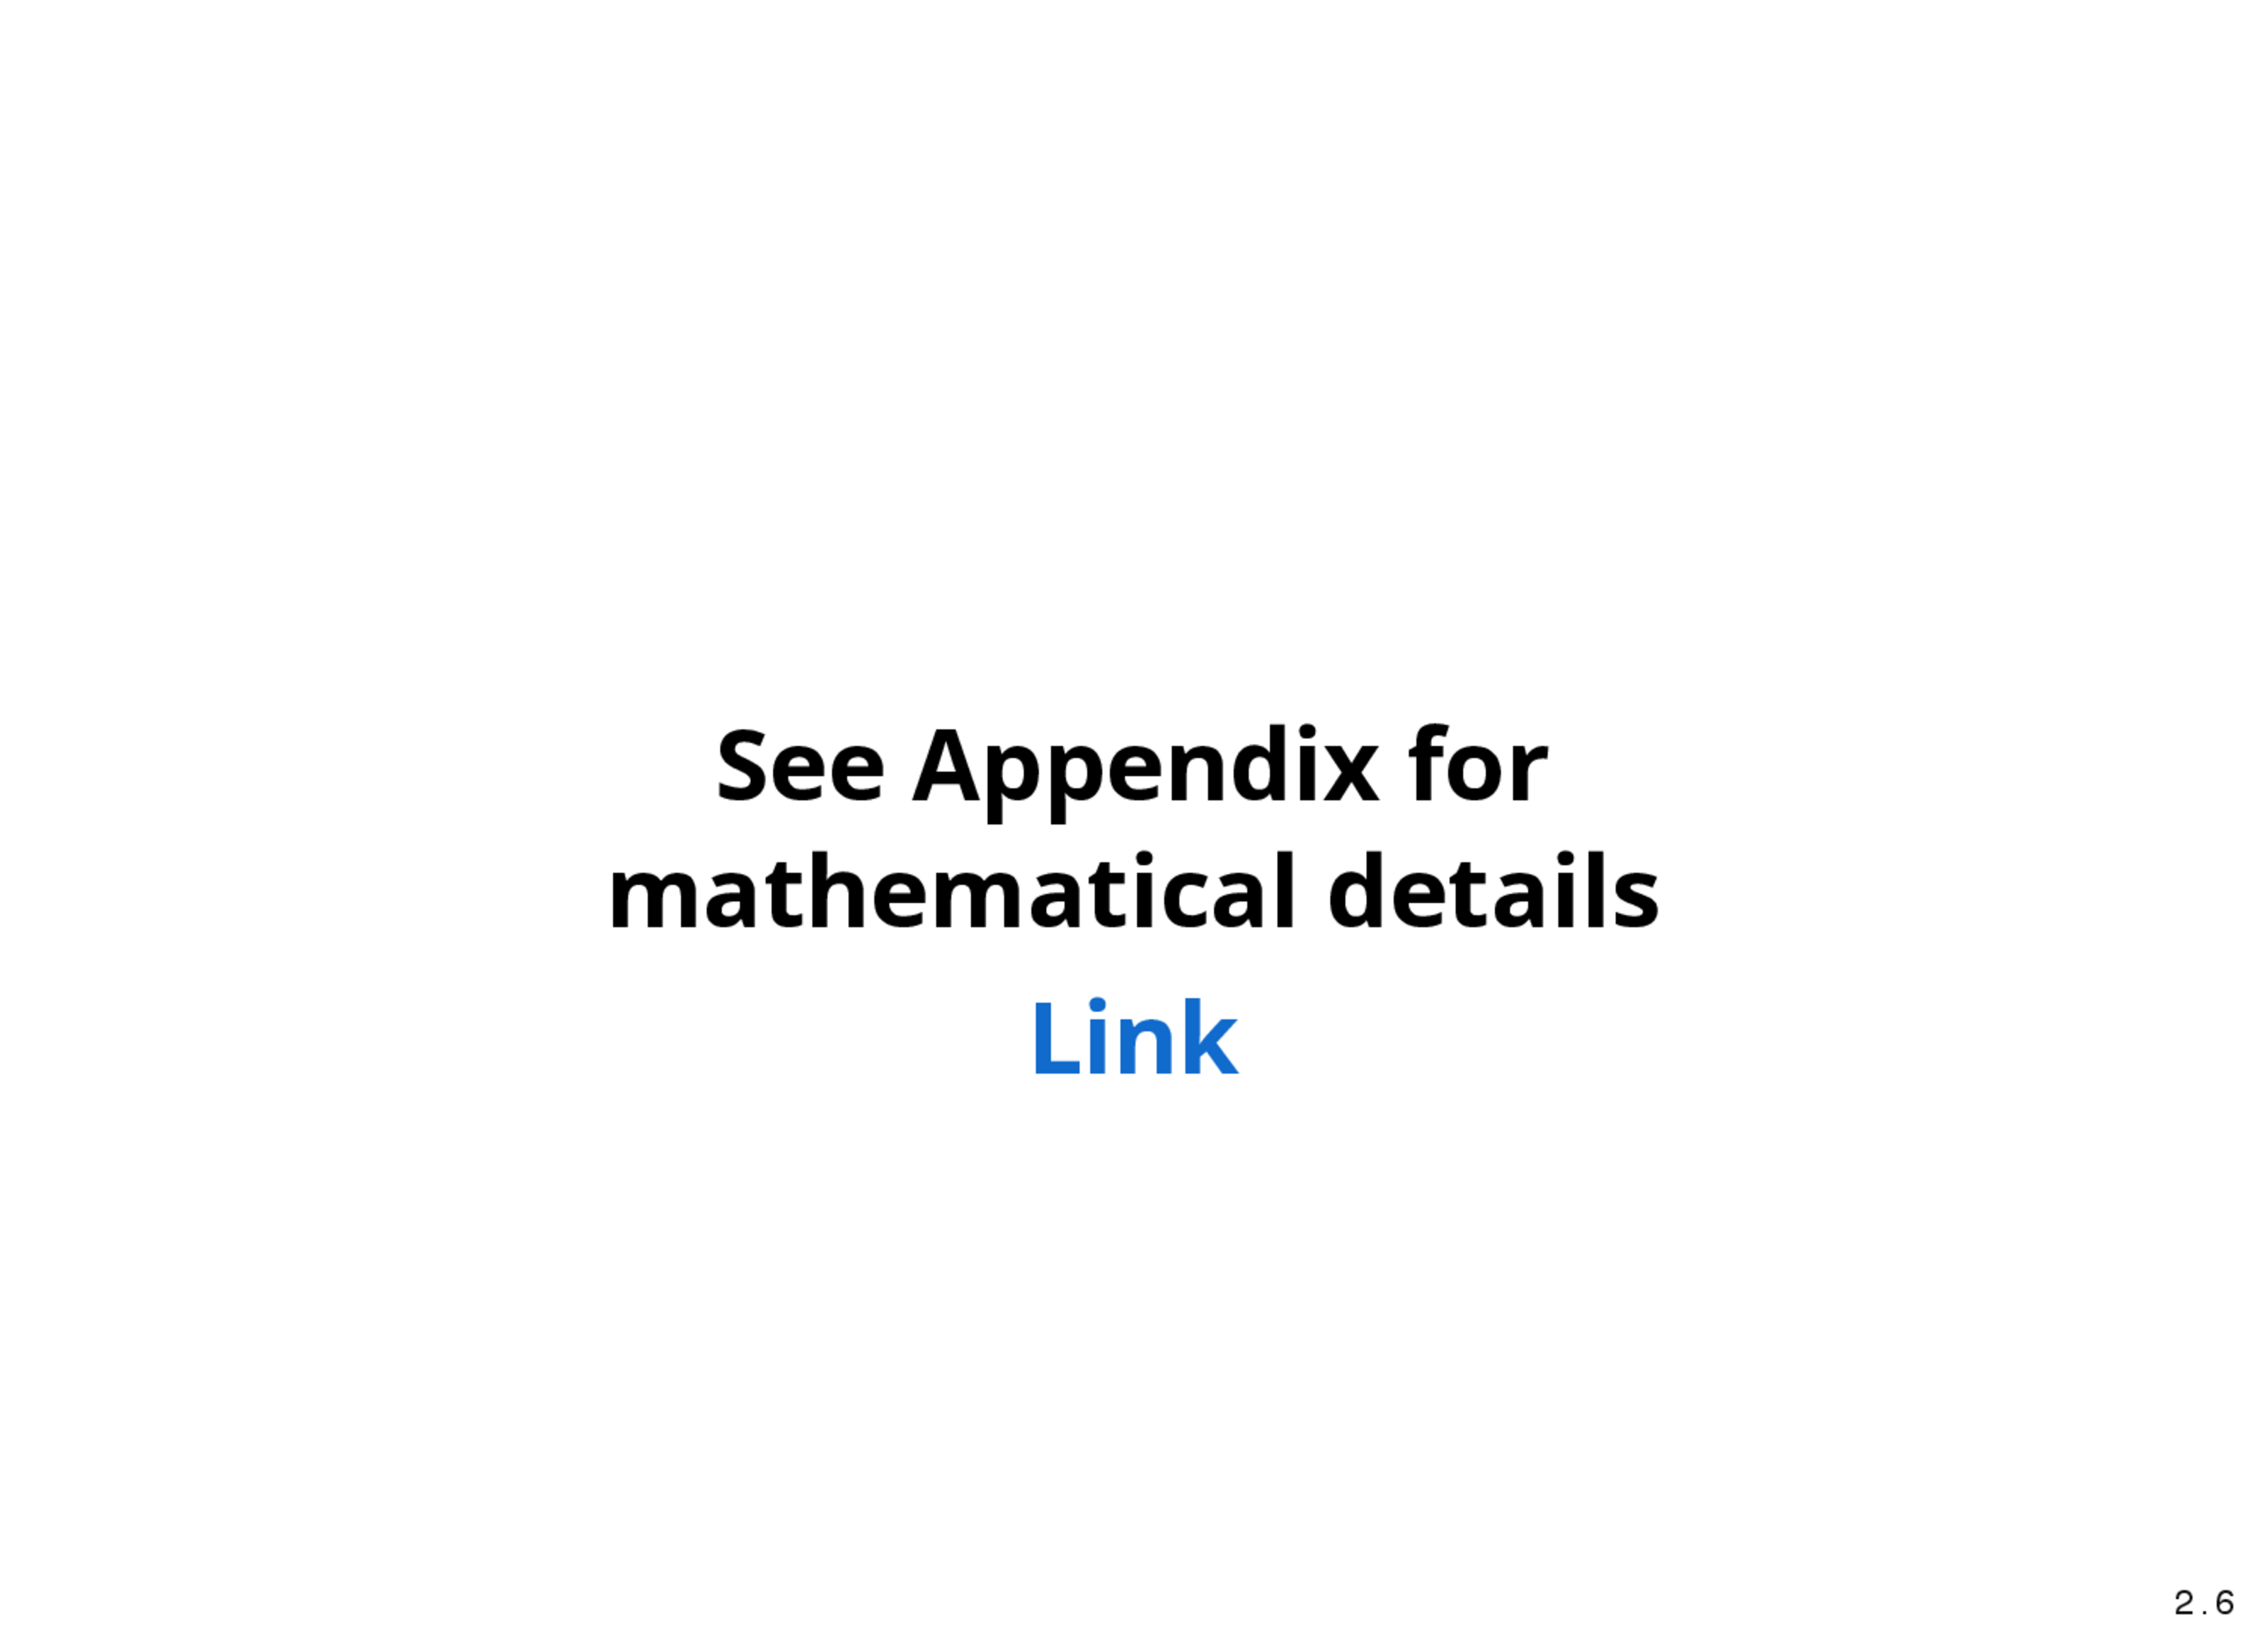 See Appendix for
mathematical details
Link
2.6